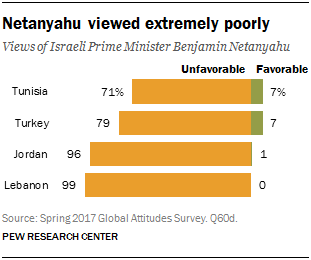 Netanyahu viewed extremely poorly
Views of Israeli Prime Minister Benjamin Netanyahu
Unfavorable Favorable
Tunisia 71% 7%
Turkey 79 7
Jordan 96 1
Lebanon 99 0
Source: Spring 2017 Global Attitudes Survey. Q60d.
PEW RESEARCH CENTER